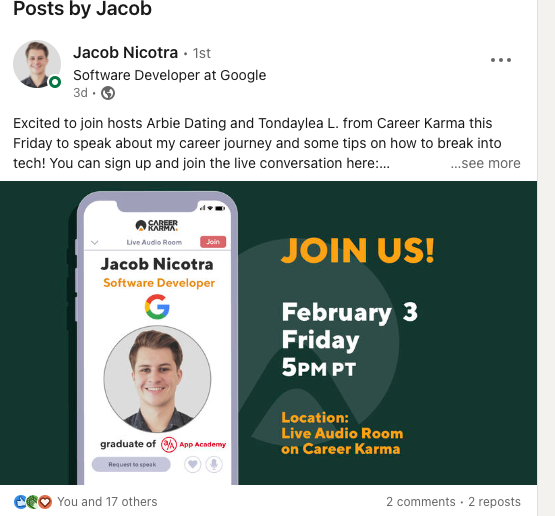 Posts by Jacob
Jacob Nicotra • 1st
Software Developer at Google
3d •
Excited to join hosts Arbie Dating and Tondaylea L. from Career Karma this
Friday to speak about my career journey and some tips on how to break into
tech! You can sign up and join the live conversation here:... ...see more
CAREER
KARMA.
Live Audio Room Join
Jacob Nicotra
Software Developer
G
graduate of a/A App Academy
Request to speak
JOIN US!
February 3
Friday
5PM PT
Location:
Live Audio Room
on Career Karma
You and 17 others 2 comments • 2 reposts